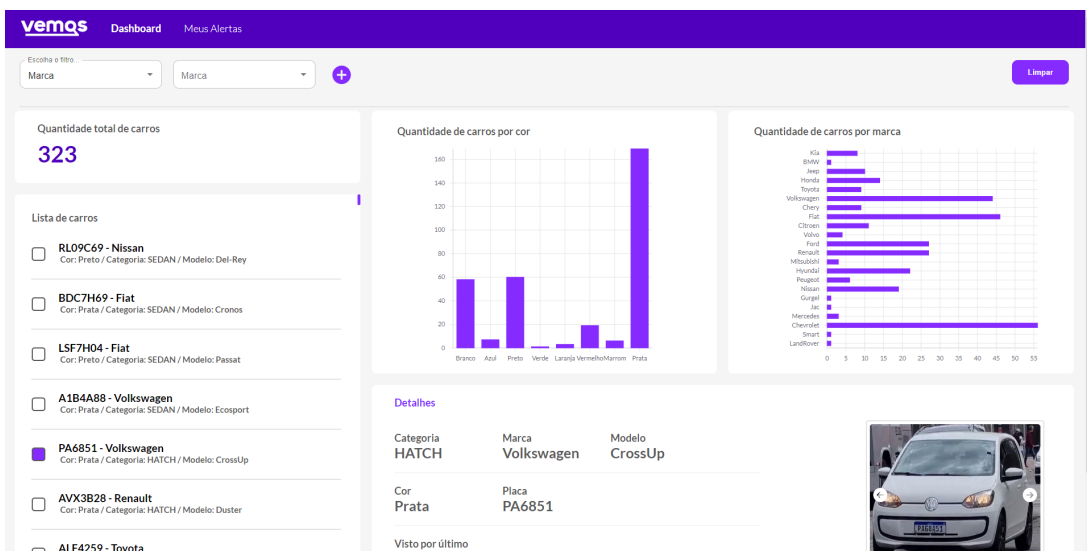 vemos Dashboard Meus Alertas
Escolha o filtro...
Marca
Marca
Limpar
Quantidade total de carros
323
Lista de carros
RL09C69 - Nissan
Cor: Preto / Categoria: SEDAN / Modelo: Del-Rey
BDC7H69 - Fiat
Cor: Prata / Categoria: SEDAN / Modelo: Cronos
LSF7H04 - Fiat
Cor: Preto / Categoria: SEDAN / Modelo: Passat
A1B4A88 - Volkswagen
Cor: Prata / Categoria: SEDAN / Modelo: Ecosport
PA6851 - Volkswagen
Cor: Prata / Categoria: HATCH / Modelo: CrossUp
AVX3B28 - Renault
Cor: Prata / Categoria: HATCH / Modelo: Duster
ALF4259 - Toyota
Quantidade de carros por cor
160
140
120
100
80
60
40
20
0
Branco Azul Preto Verde Laranja Vermelho Marrom Prata
Quantidade de carros por marca
Kia
BMW
Jeep
Honda
Toyota
Volkswagen
Chery
Fiat
Citroen
Volvo
Ford
Renault
Mitsubishi
Hyundai
Peugeot
Nissan
Gurgel
Jac
Mercedes
Chevrolet
Smart
LandRover
0 5 10 15 20 25 30 35 40 45 50 55
Detalhes
Categoria Marca Modelo
HATCH Volkswagen CrossUp
Cor Placa
Prata PA6851
Visto por último